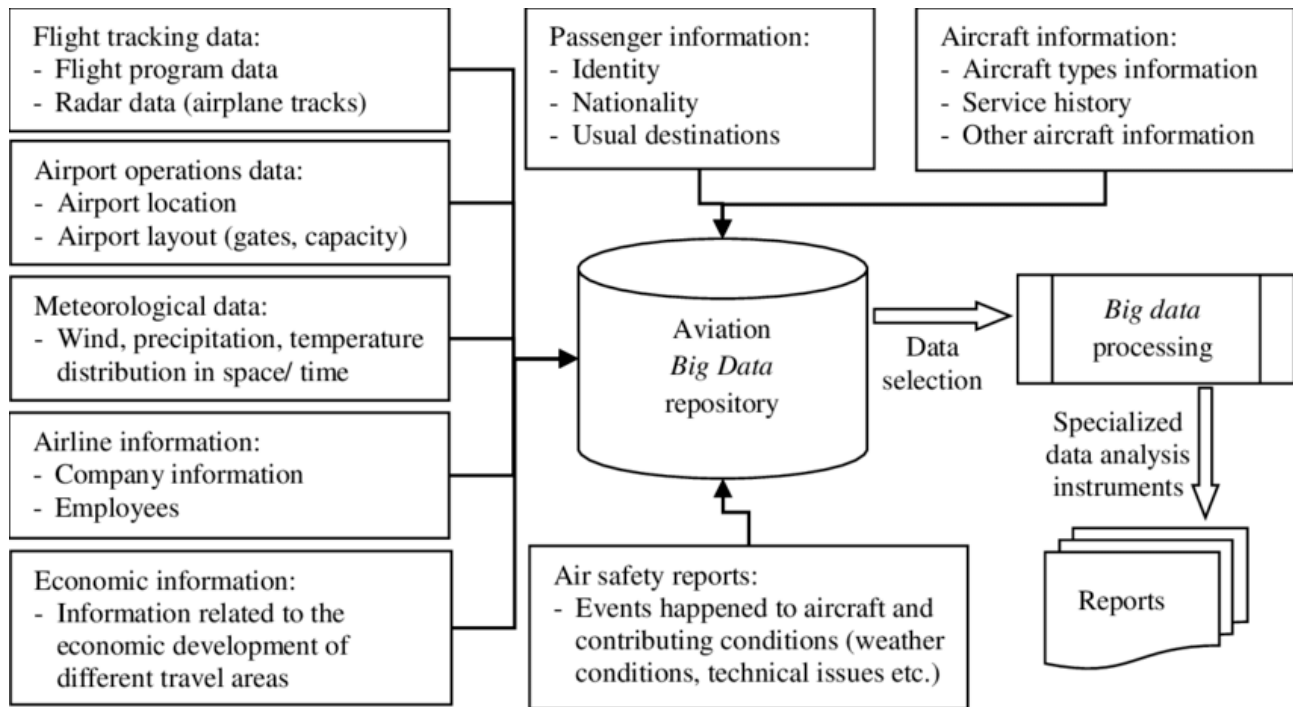 Flight tracking data:
- Flight program data
- Radar data (airplane tracks)
Airport operations data:
- Airport location
- Airport layout (gates, capacity)
Meteorological data:
- Wind, precipitation, temperature
distribution in space/ time
Airline information:
- Company information
- Employees
Economic information:
- Information related to the
economic development of
different travel areas
Passenger information:
- Identity
- Nationality
- Usual destinations
Aircraft information:
- Aircraft types information
- Service history
- Other aircraft information
Aviation
Big Data
repository
Data
selection
Big data
processing
Specialized
data analysis
instruments
Reports
Air safety reports:
- Events happened to aircraft and
contributing conditions (weather
conditions, technical issues etc.)